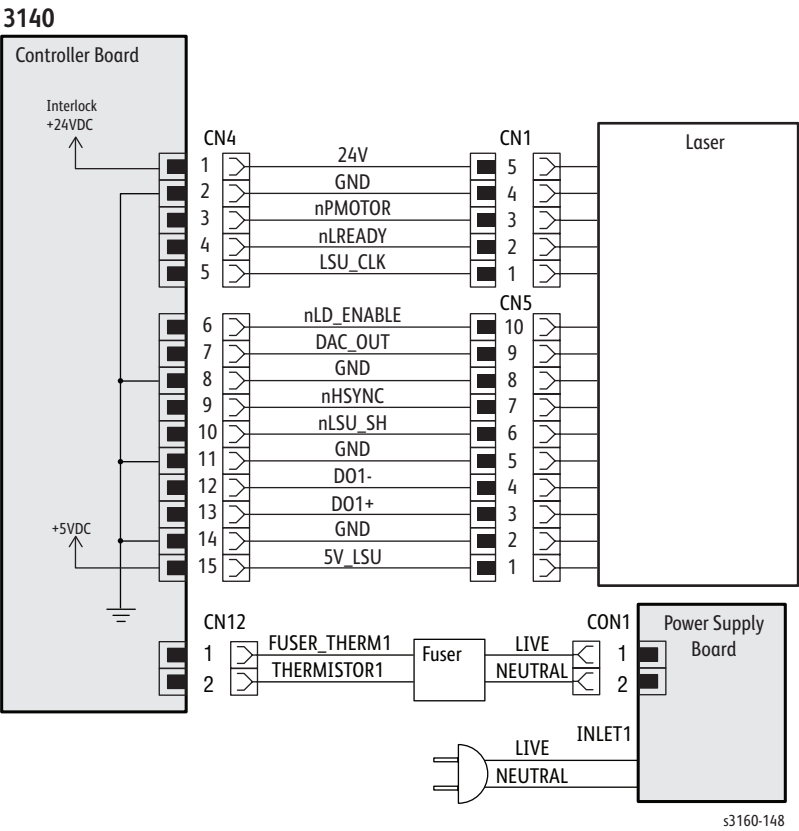 3140
Controller Board
Interlock
+24VDC
CN4
CN1
Laser
1 24V 5
2 GND 4
3 nPMOTOR 3
4 nLREADY 2
5 LSU_CLK 1
CN5
6 nLD_ENABLE 10
7 DAC_OUT 9
8 GND 8
9 nHSYNC 7
10 nLSU_SH 6
11 GND 5
12 DO1- 4
13 DO1+ 3
+5VDC
14 GND 2
15 5V_LSU 1
CN12
CON1
Power Supply
Board
1 FUSER_THERM1 Fuser LIVE 1
2 THERMISTOR1 NEUTRAL 2
INLET1
LIVE
NEUTRAL
s3160-148